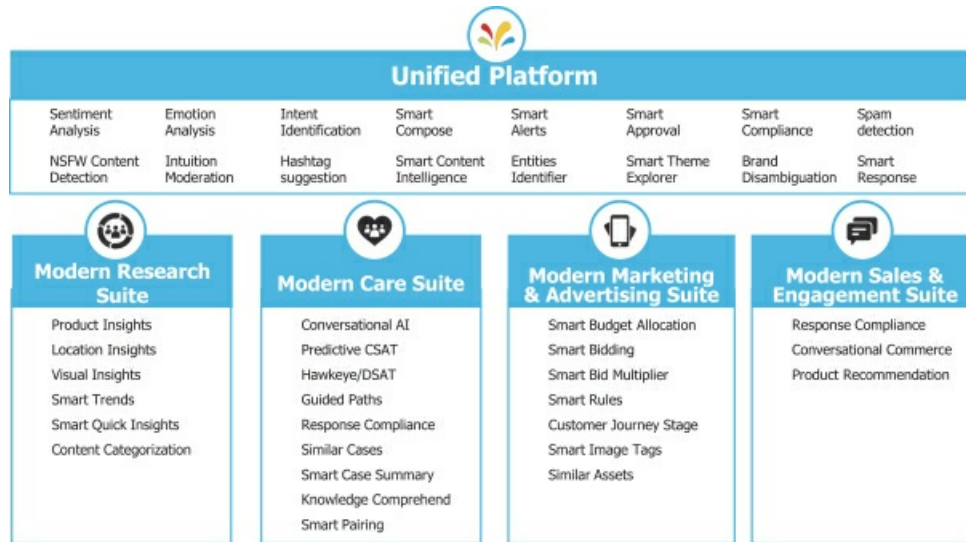 Unified Platform
Sentiment Analysis
Emotion Analysis
Intent Identification
Smart Compose
Smart Alerts
Smart Approval
Smart Compliance
Spam detection
NSFW Content Detection
Intuition Moderation
Hashtag suggestion
Smart Content Intelligence
Entities Identifier
Smart Theme Explorer
Brand Disambiguation
Smart Response
Modern Research
Suite
Product Insights
Location Insights
Visual Insights
Smart Trends
Smart Quick Insights
Content Categorization
Modern Care Suite
Conversational AI
Predictive CSAT
Hawkeye/DSAT
Guided Paths
Response Compliance
Similar Cases
Smart Case Summary
Knowledge Comprehend
Smart Pairing
Modern Marketing
& Advertising Suite
Smart Budget Allocation
Smart Bidding
Smart Bid Multiplier
Smart Rules
Customer Journey Stage
Smart Image Tags
Similar Assets
Modern Sales &
Engagement Suite
Response Compliance
Conversational Commerce
Product Recommendation